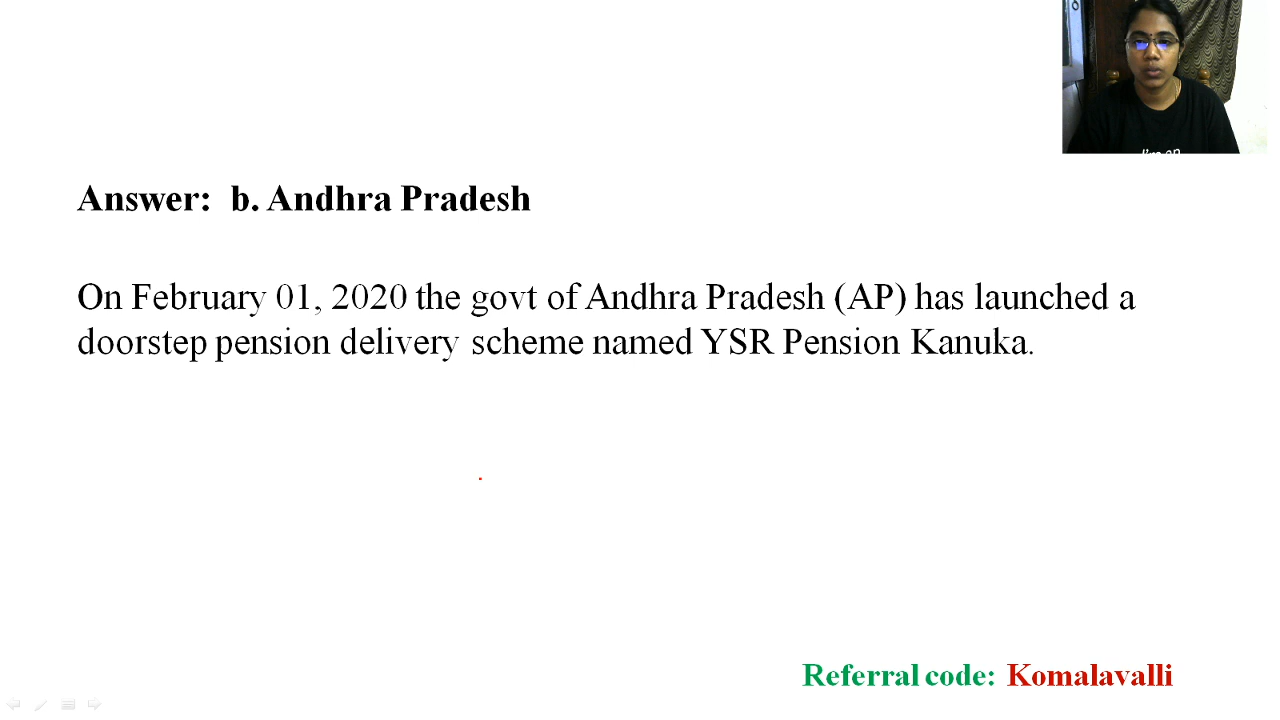 Answer: b. Andhra Pradesh
On February 01, 2020 the govt of Andhra Pradesh (AP) has launched a
doorstep pension delivery scheme named YSR Pension Kanuka.
Referral code: Komalavalli